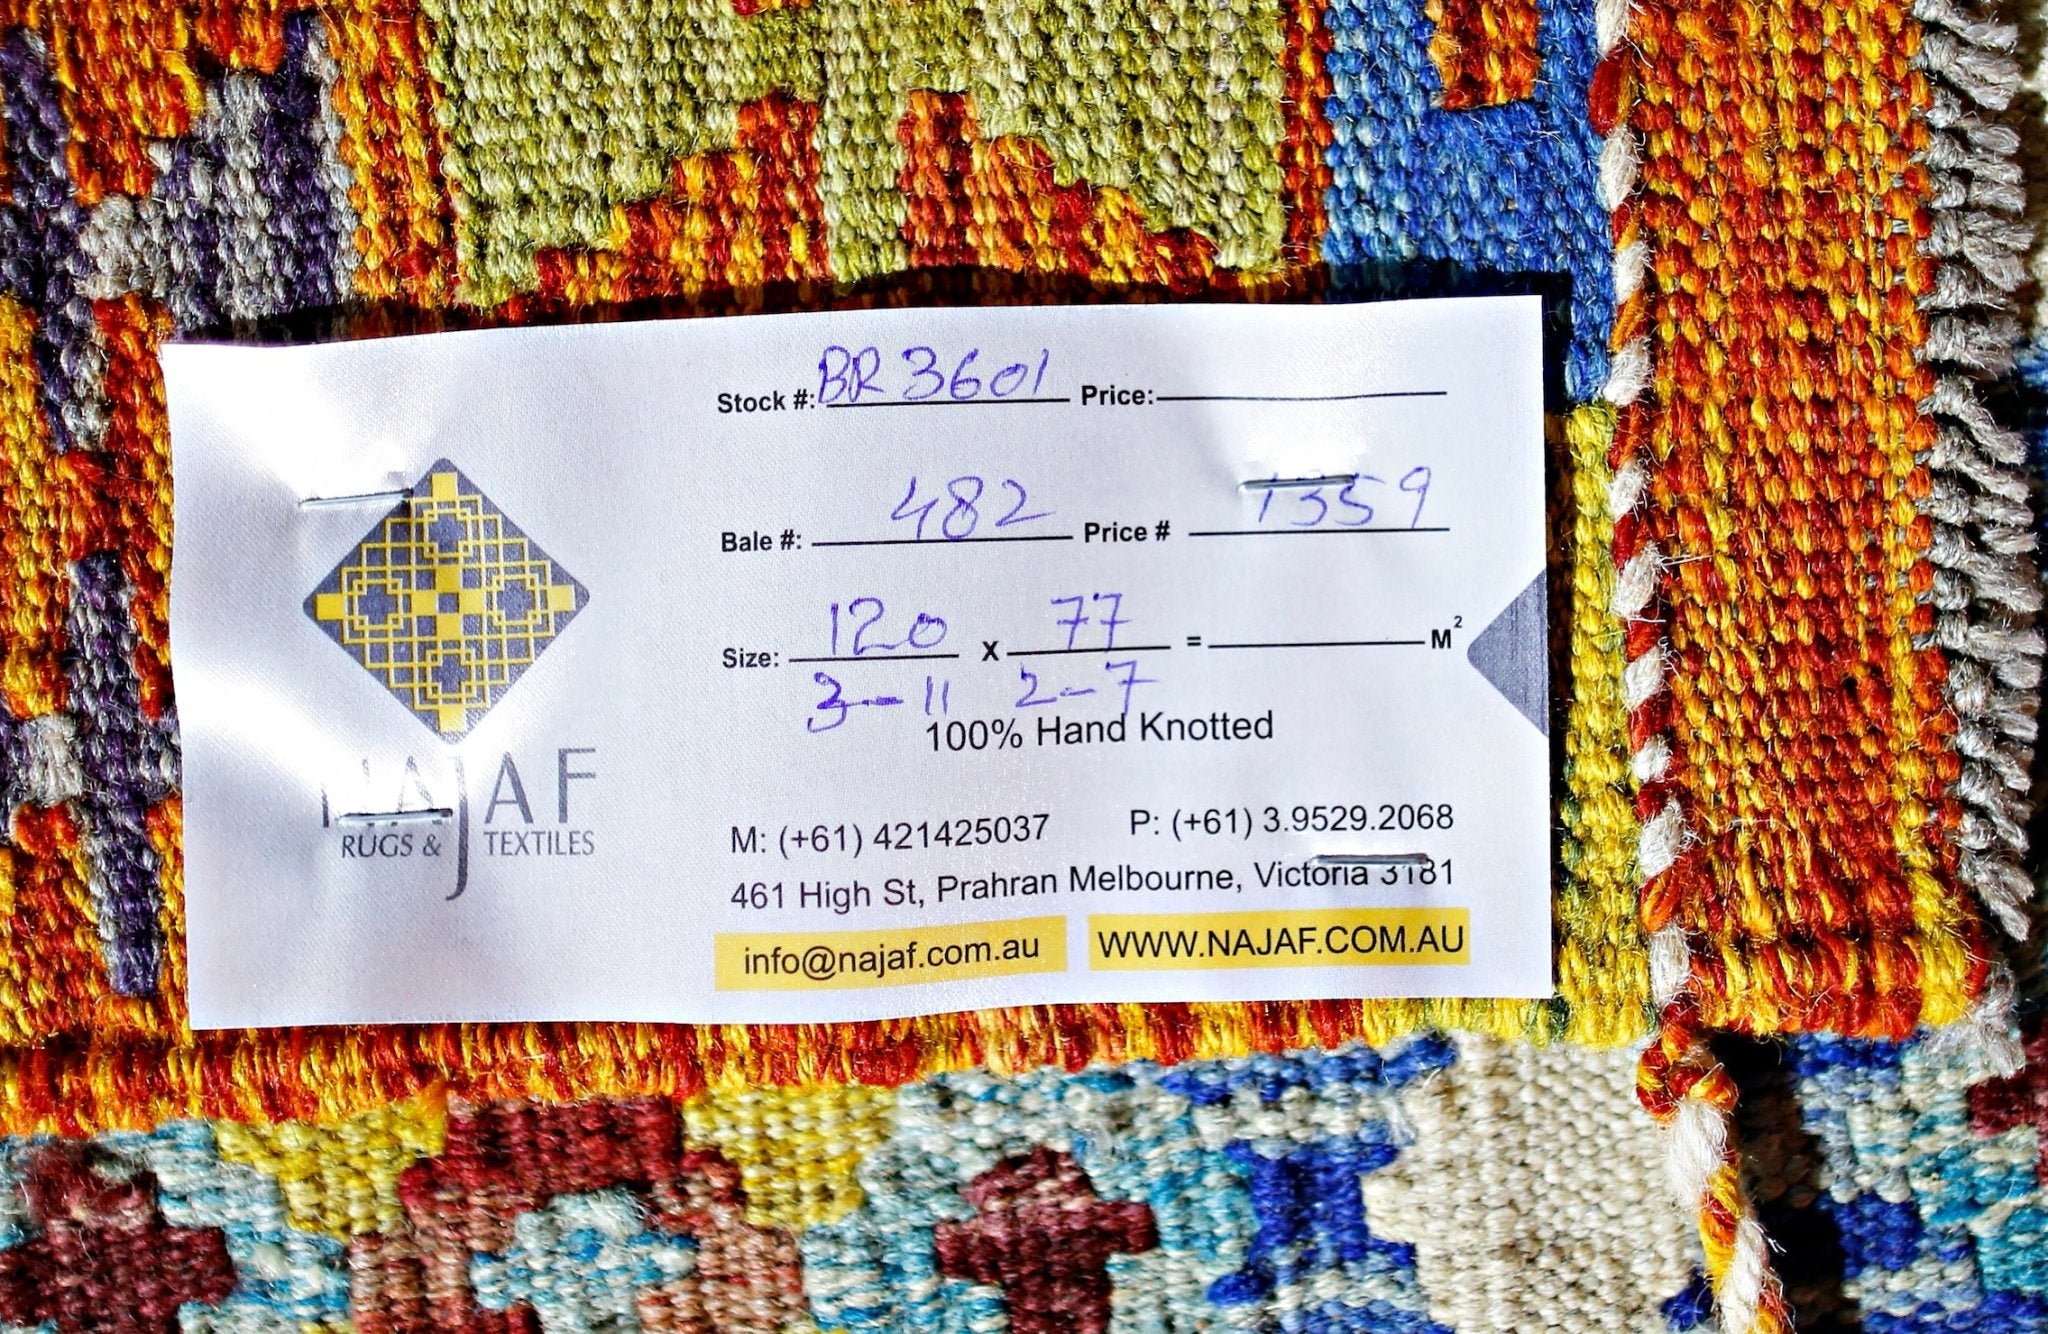 Stock #: BR 3601 Price:
Bale #: 482 Price # 1359
Size: 120 X 77 = M²
3-11 2-7
100% Hand Knotted
NAJAF
RUGS & TEXTILES
M: (+61) 421425037 P: (+61) 3.9529.2068
461 High St, Prahran Melbourne, Victoria 3181
info@najaf.com.au WWW.NAJAF.COM.AU